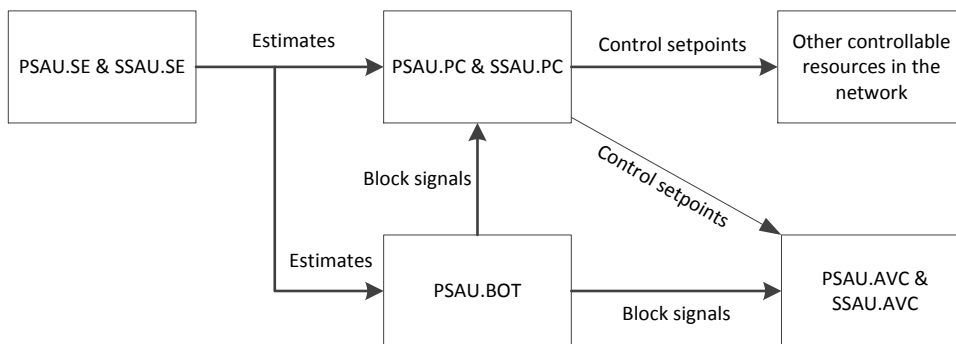 PSAU.SE & SSAU.SE
Estimates
PSAU.PC & SSAU.PC
Control setpoints
Other controllable
resources in the
network
Block signals
Control setpoints
Estimates
PSAU.BOT
Block signals
PSAU.AVC &
SSAU.AVC